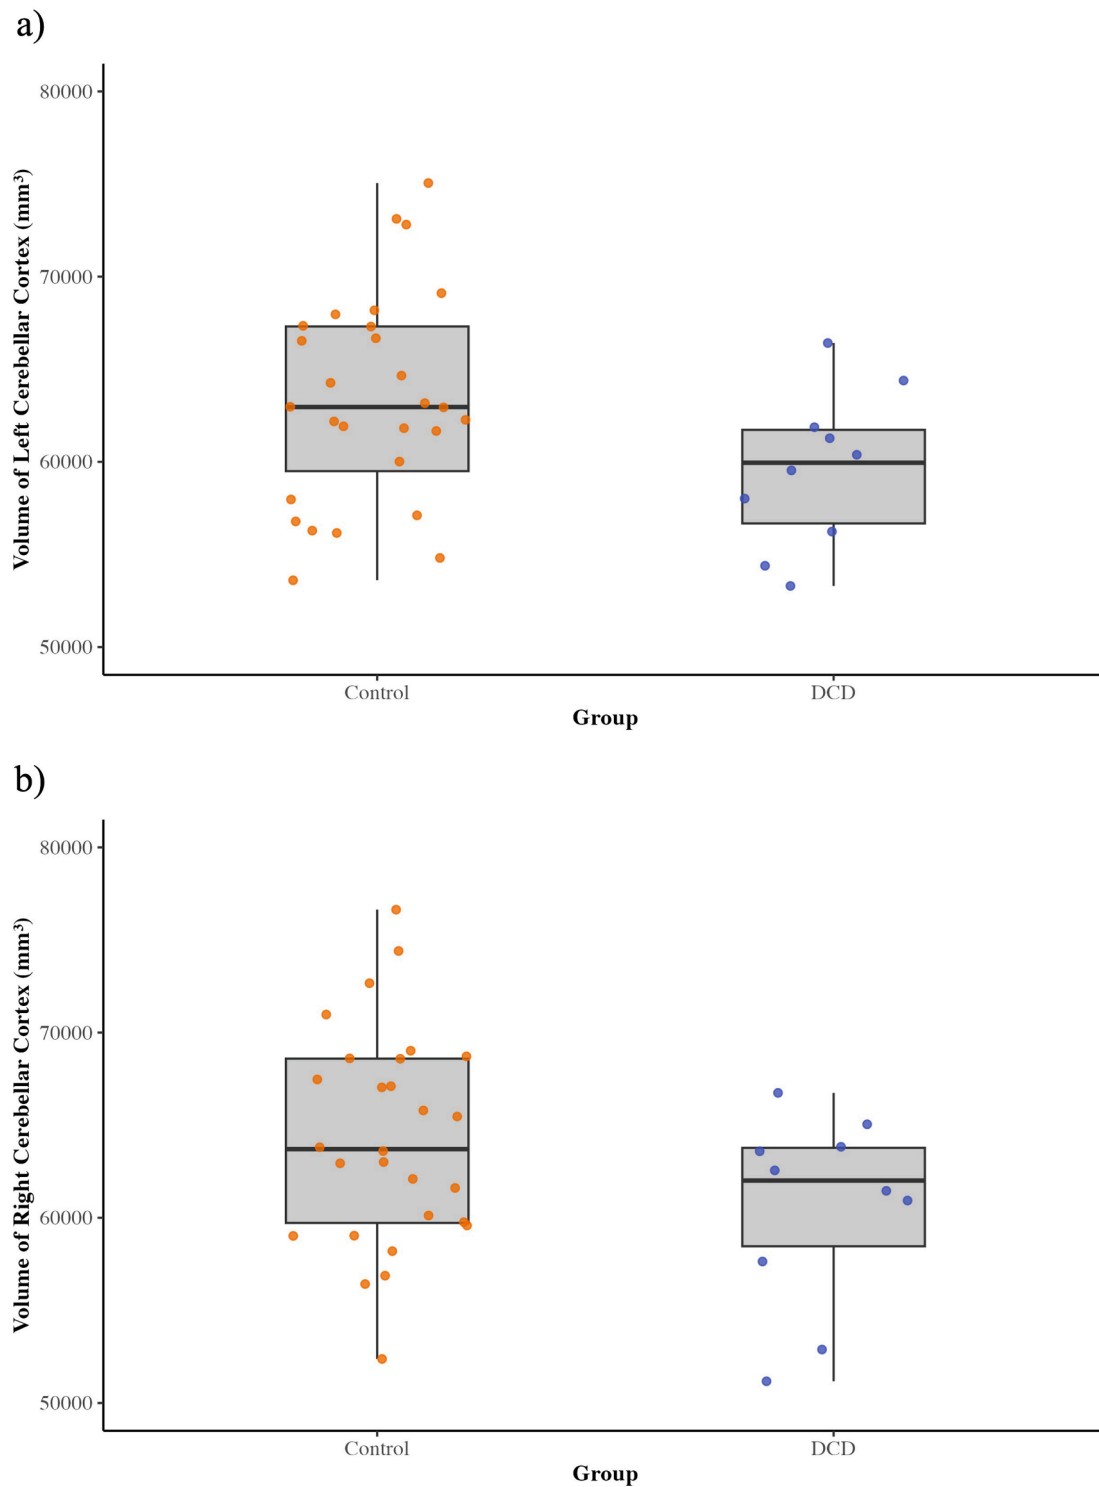 a)
Volume of Left Cerebellar Cortex (mm³)
80000
70000
60000
50000
Control
DCD
Group
b)
Volume of Right Cerebellar Cortex (mm³)
80000
70000
60000
50000
Control
DCD
Group